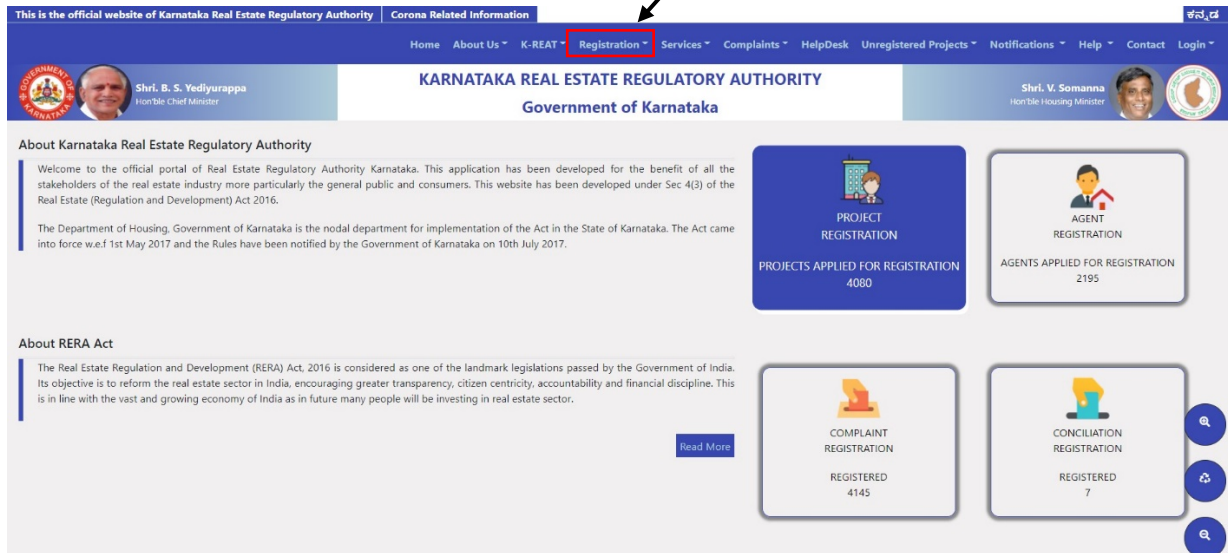 This is the official website of Karnataka Real Estate Regulatory Authority
Corona Related Information
ಕನ್ನಡ
Home About Us K-REAT Registration Services Complaints HelpDesk Unregistered Projects Notifications Help Contact Login
Shri. B. S. Yediyurappa
Hon'ble Chief Minister
KARNATAKA REAL ESTATE REGULATORY AUTHORITY
Government of Karnataka
Shri. V. Somanna
Hon'ble Housing Minister
About Karnataka Real Estate Regulatory Authority
Welcome to the official portal of Real Estate Regulatory Authority Karnataka. This application has been developed for the benefit of all the
stakeholders of the real estate industry more particularly the general public and consumers. This website has been developed under Sec 4(3) of the
Real Estate (Regulation and Development) Act 2016.
The Department of Housing, Government of Karnataka is the nodal department for implementation of the Act in the State of Karnataka. The Act came
into force w.e.f 1st May 2017 and the Rules have been notified by the Government of Karnataka on 10th July 2017.
PROJECT
REGISTRATION
PROJECTS APPLIED FOR REGISTRATION
4080
AGENT
REGISTRATION
AGENTS APPLIED FOR REGISTRATION
2195
About RERA Act
The Real Estate Regulation and Development (RERA) Act, 2016 is considered as one of the landmark legislations passed by the Government of India.
Its objective is to reform the real estate sector in India, encouraging greater transparency, citizen centricity, accountability and financial discipline. This
is in line with the vast and growing economy of India as in future many people will be investing in real estate sector.
Read More
COMPLAINT
REGISTRATION
REGISTERED
4145
CONCILIATION
REGISTRATION
REGISTERED
7